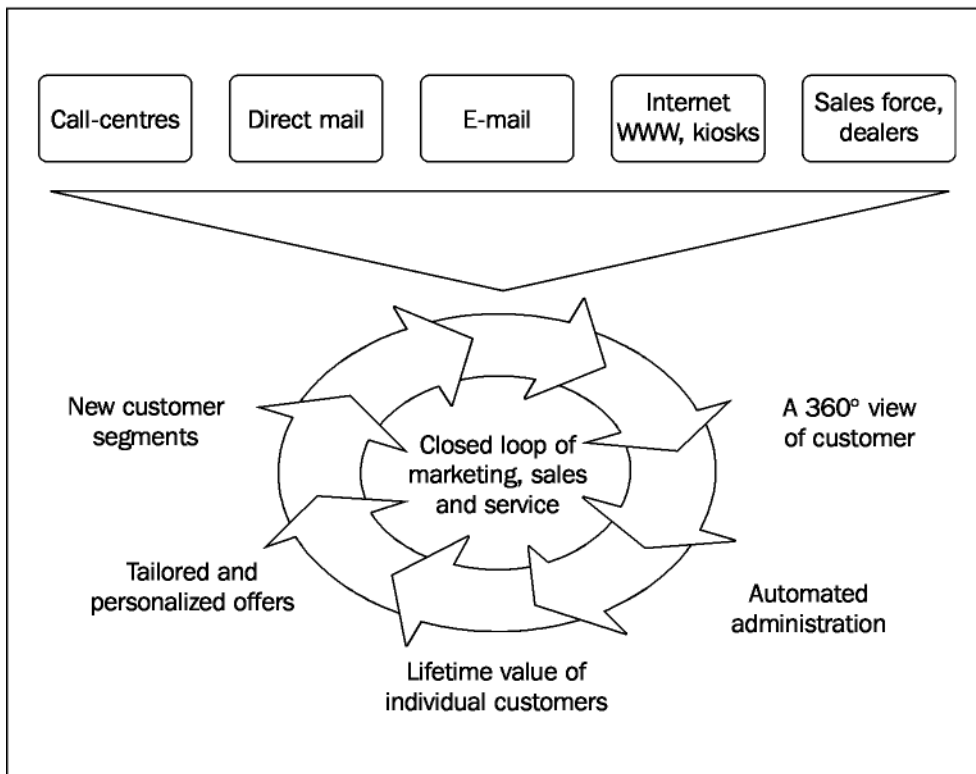 Call-centres
Direct mail
E-mail
Internet
WWW, kiosks
Sales force,
dealers
New customer
segments
Closed loop of
marketing, sales
and service
A 360° view
of customer
Tailored and
personalized offers
Automated
administration
Lifetime value of
individual customers